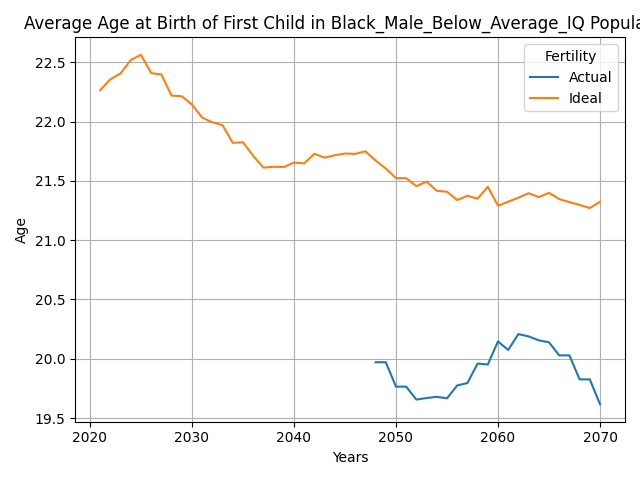 Average Age at Birth of First Child in Black_Male_Below_Average_IQ Popula
Fertility
Actual
Ideal
22.5
22.0
21.5
21.0
20.5
20.0
19.5
Age
2020 2030 2040 2050 2060 2070
Years